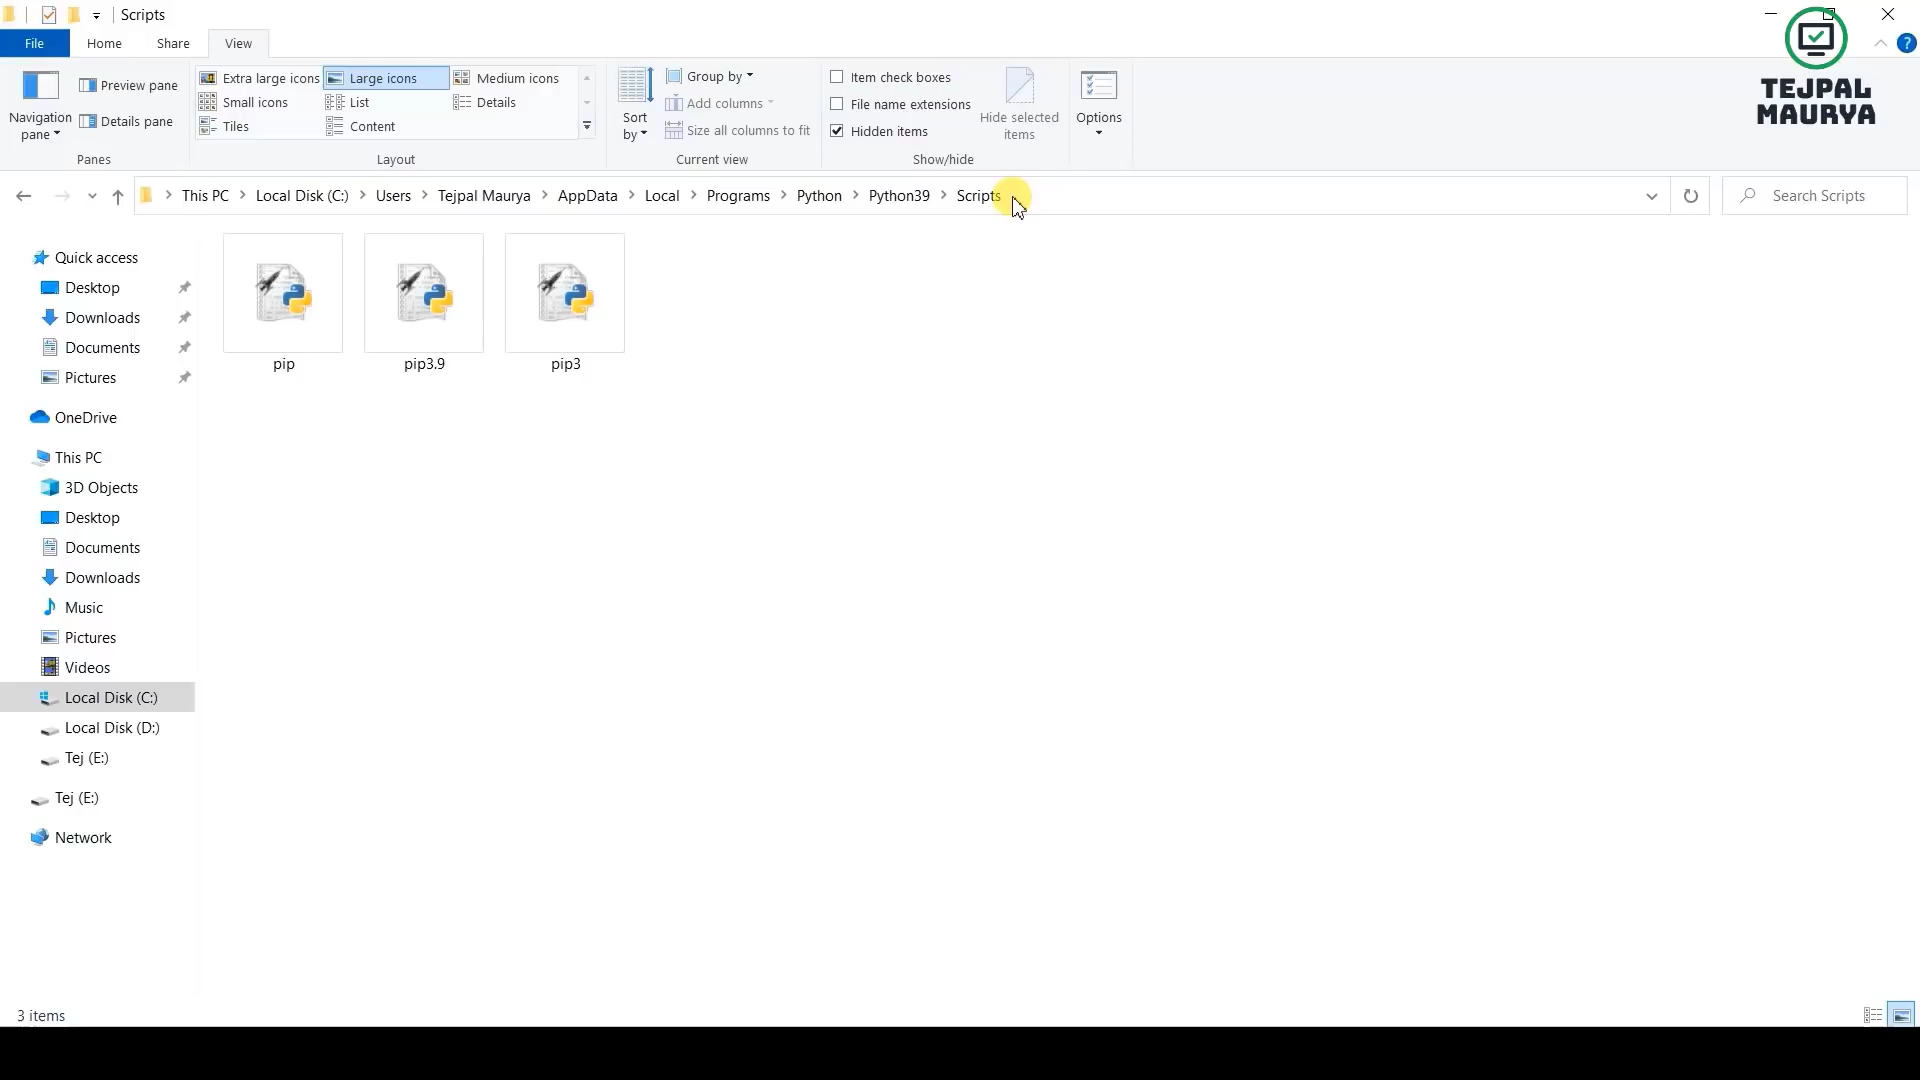 Scripts
File Home Share View
Preview pane
Navigation pane
Details pane
Panes
Extra large icons Large icons Medium icons
Small icons List Details
Tiles Content
Layout
Sort by
Group by
Add columns
Size all columns to fit
Current view
Item check boxes
File name extensions
Hidden items
Hide selected items
Show/hide
Options
?
TEJPAL
MAURYA
This PC > Local Disk (C:) > Users > Tejpal Maurya > AppData > Local > Programs > Python > Python39 > Scripts
Search Scripts
Quick access
Desktop
Downloads
Documents
Pictures
OneDrive
This PC
3D Objects
Desktop
Documents
Downloads
Music
Pictures
Videos
Local Disk (C:)
Local Disk (D:)
Tej (E:)
Tej (E:)
Network
pip
pip3.9
pip3
3 items